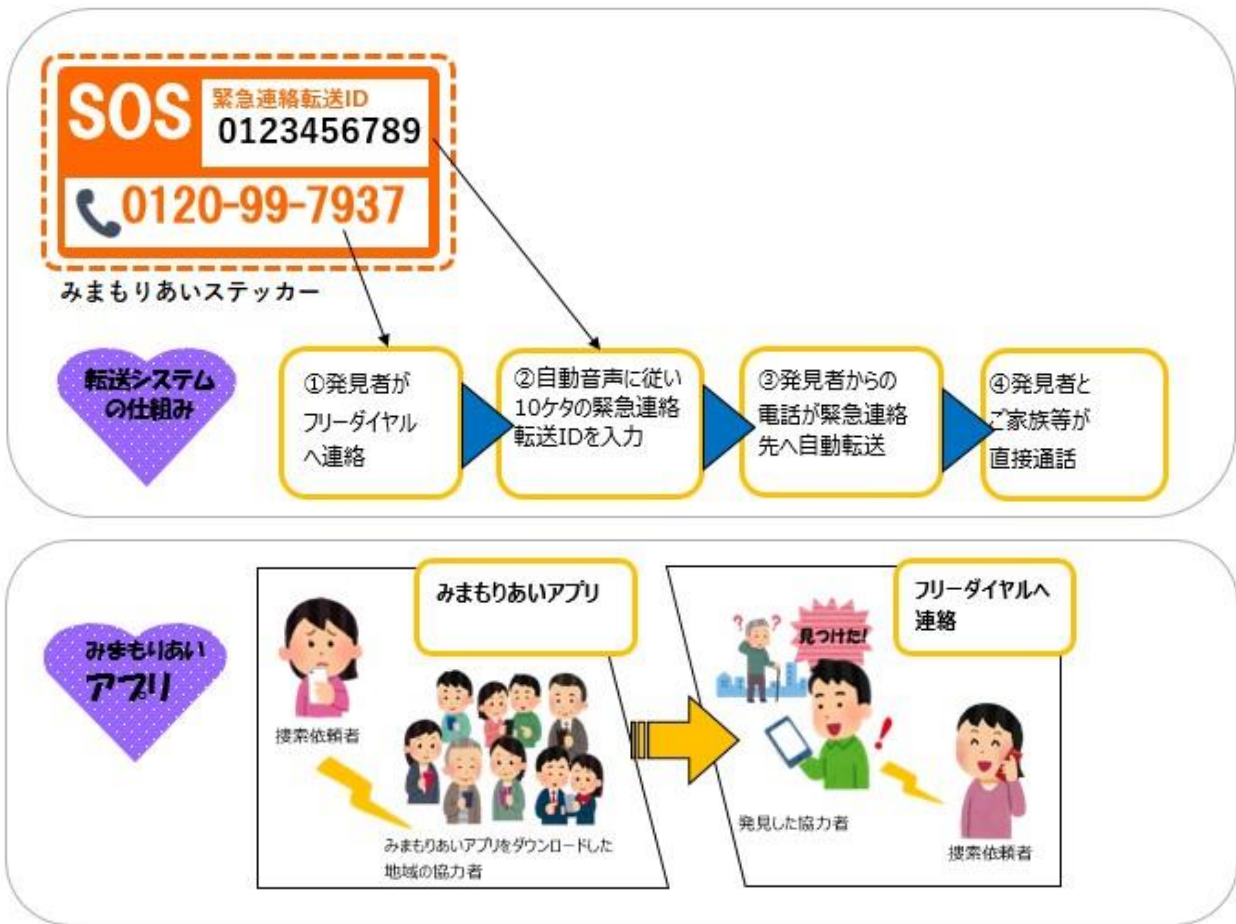 SOS
緊急連絡転送ID
0123456789
0120-99-7937
みまもりあいステッカー
転送システム
の仕組み
①発見者が
フリーダイヤル
へ連絡
②自動音声に従い
10ケタの緊急連絡
転送IDを入力
③発見者からの
電話が緊急連絡
先へ自動転送
④発見者と
ご家族等が
直接通話
みまもりあい
アプリ
みまもりあいアプリ
捜索依頼者
みまもりあいアプリをダウンロードした
地域の協力者
フリーダイヤルへ
連絡
??
見つけた!
!
発見した協力者
捜索依頼者